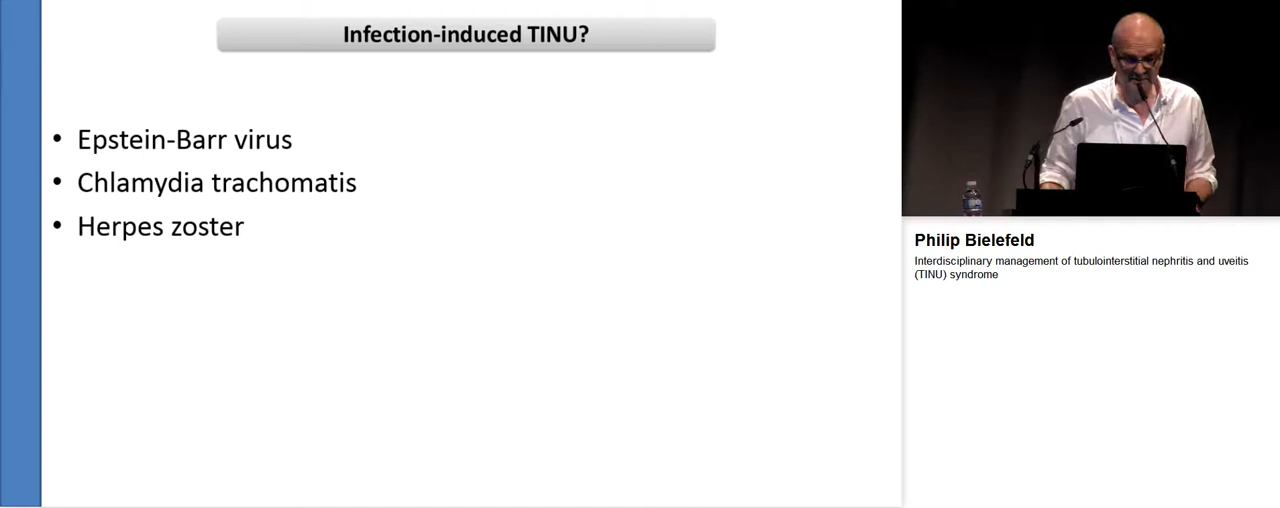 Infection-induced TINU?
• Epstein-Barr virus
• Chlamydia trachomatis
• Herpes zoster
Philip Bielefeld
Interdisciplinary management of tubulointerstitial nephritis and uveitis
(TINU) syndrome